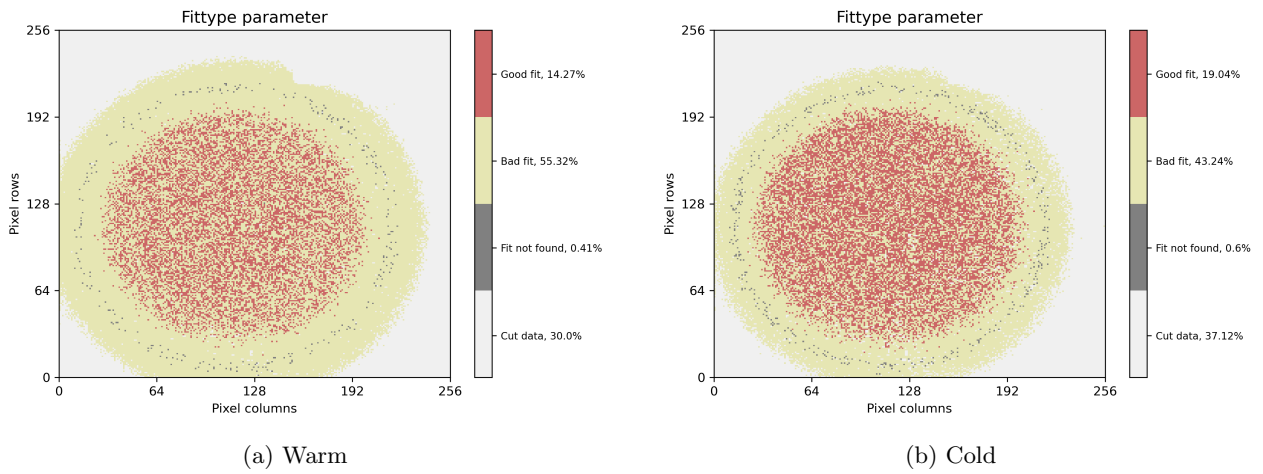 Fittype parameter
256
192
128
64
0
0
64
128
192
256
Pixel rows
Pixel columns
Good fit, 14.27%
Bad fit, 55.32%
Fit not found, 0.41%
Cut data, 30.0%
(a) Warm
Fittype parameter
256
192
128
64
0
0
64
128
192
256
Pixel rows
Pixel columns
Good fit, 19.04%
Bad fit, 43.24%
Fit not found, 0.6%
Cut data, 37.12%
(b) Cold